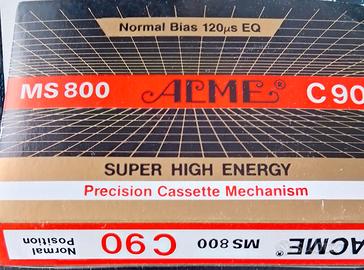 Normal Bias 120µs EQ
MS 800 ACME® C 90
SUPER HIGH ENERGY
Precision Cassette Mechanism
ACME® MS 800 C90 Normal Position